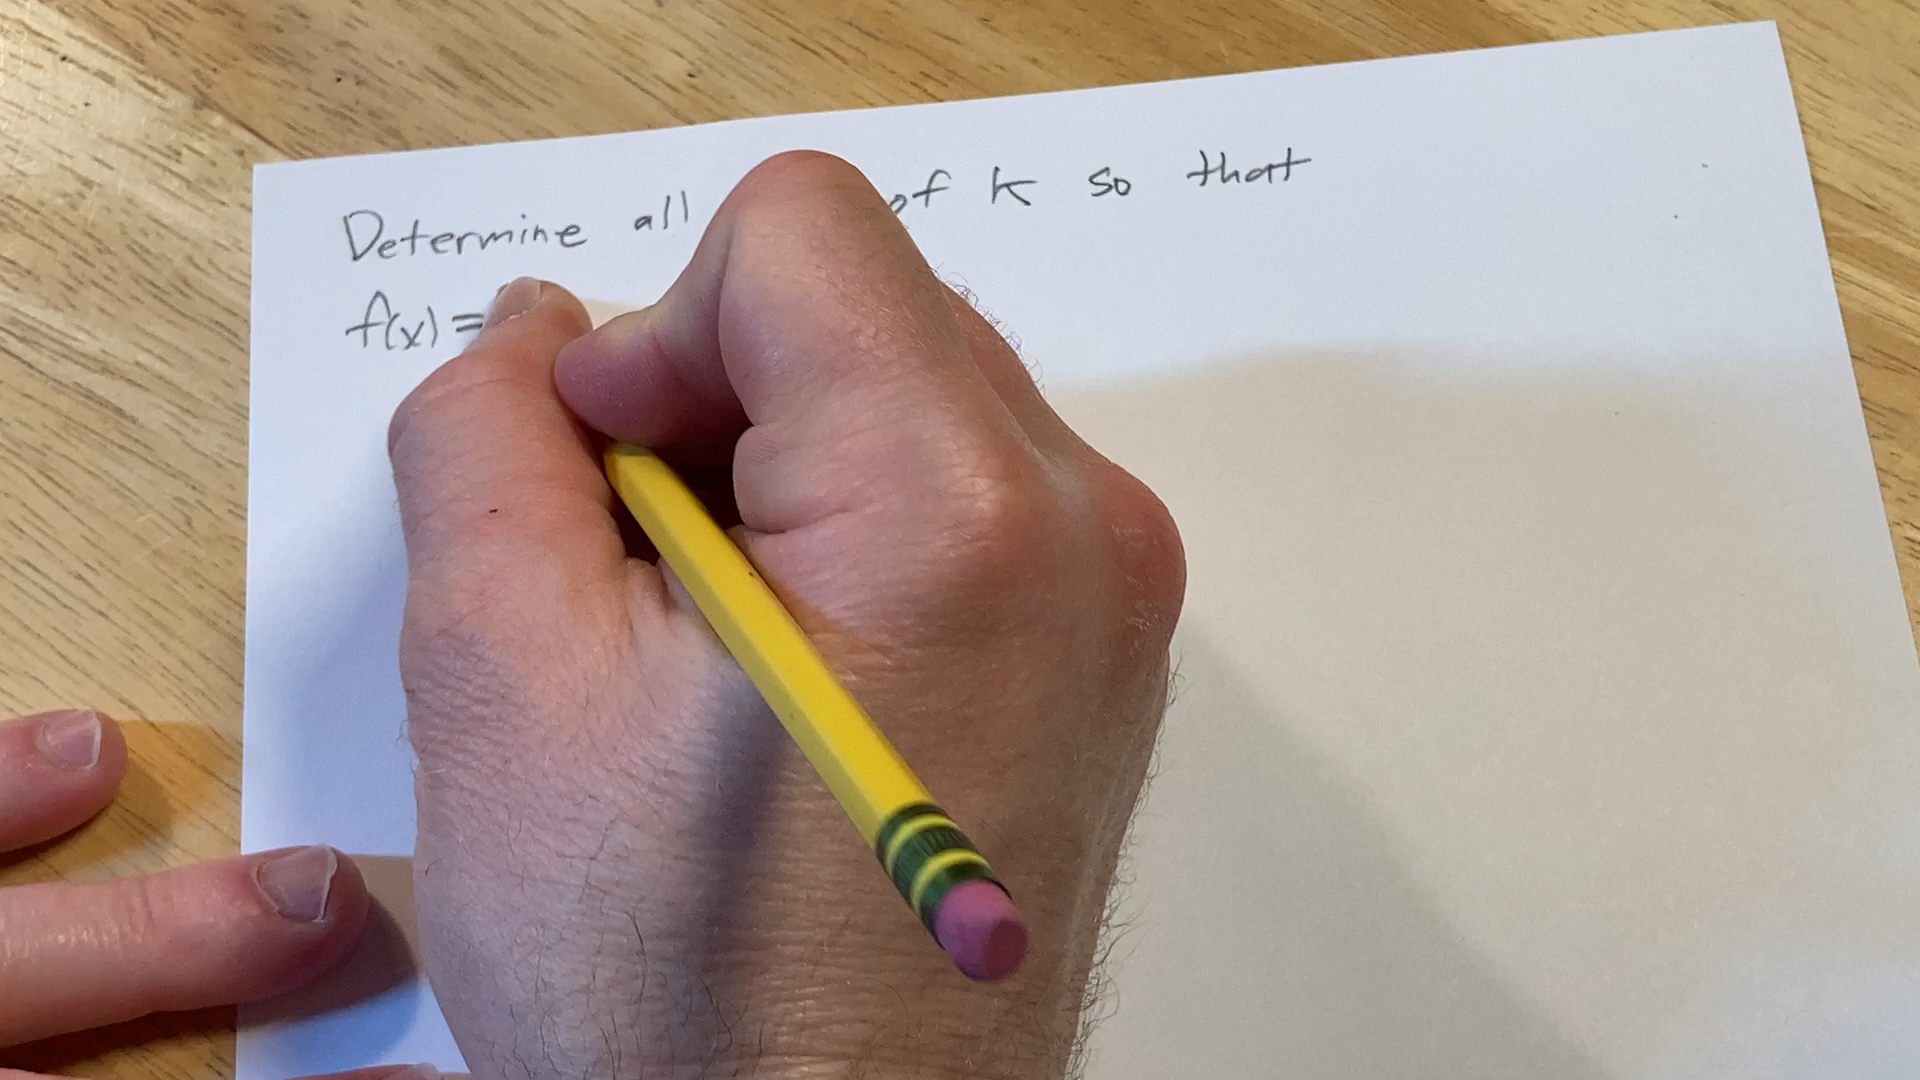 Determine all of k so that
f(x) =